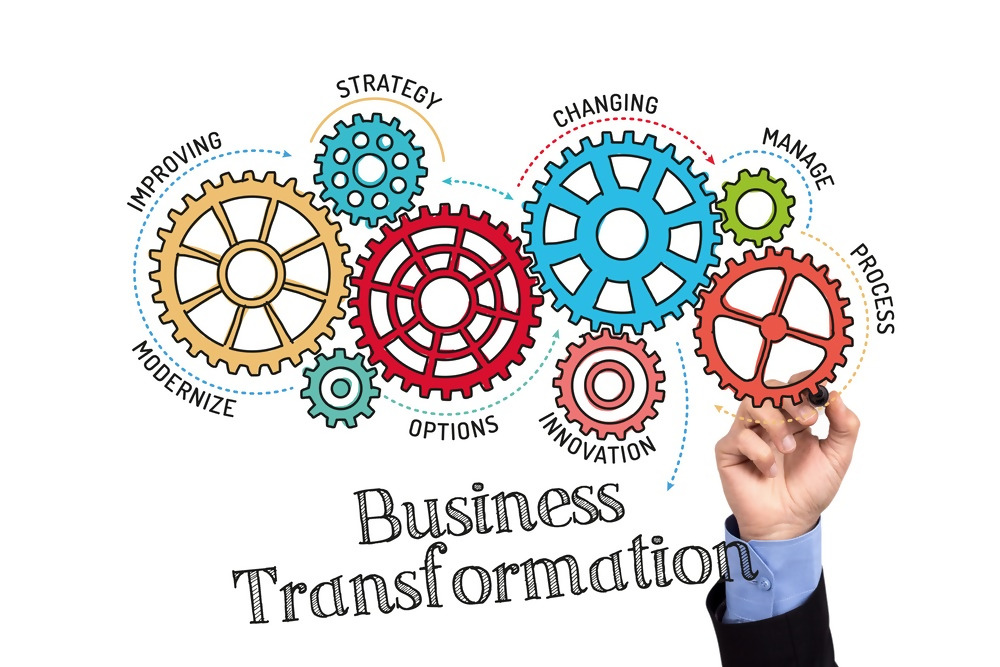 STRATEGY
CHANGING
IMPROVING
MANAGE
PROCESS
MODERNIZE
OPTIONS
INNOVATION
Business
Transformation